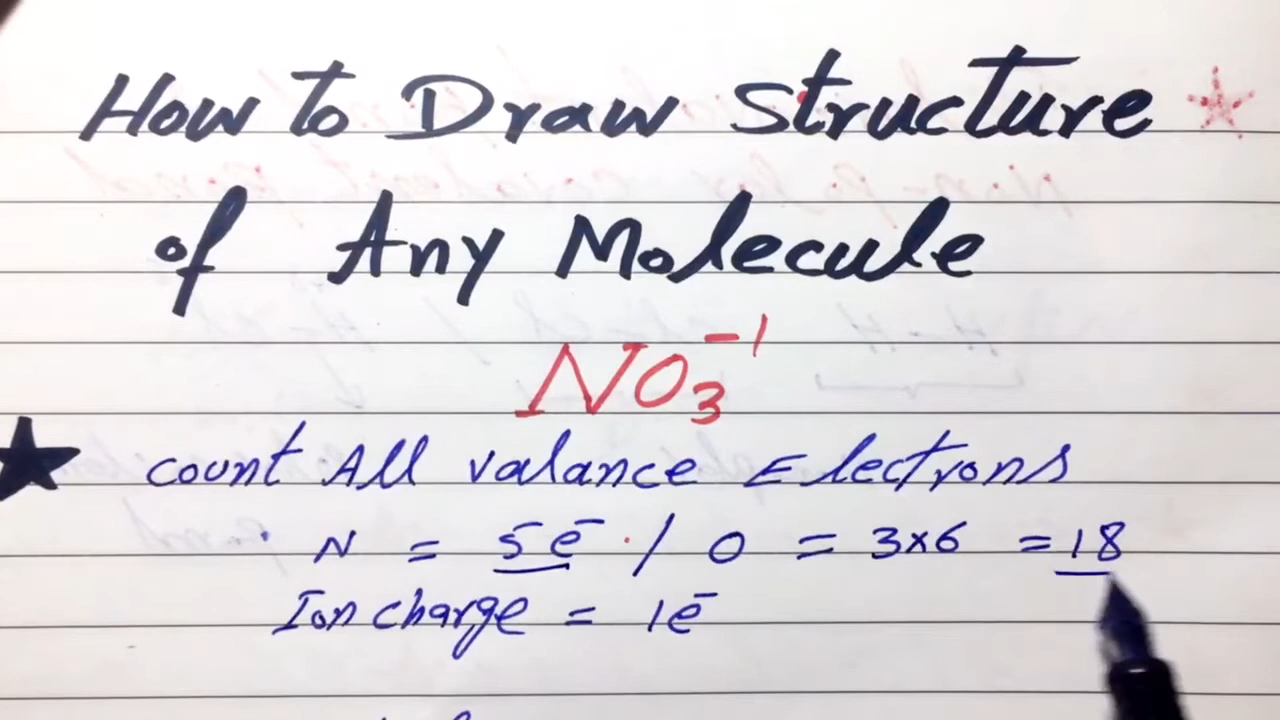 How to Draw Structure
of Any Molecule
NO₃⁻¹
count All valance Electrons
N = 5e⁻ / O = 3x6 = 18
Ion charge = 1e⁻